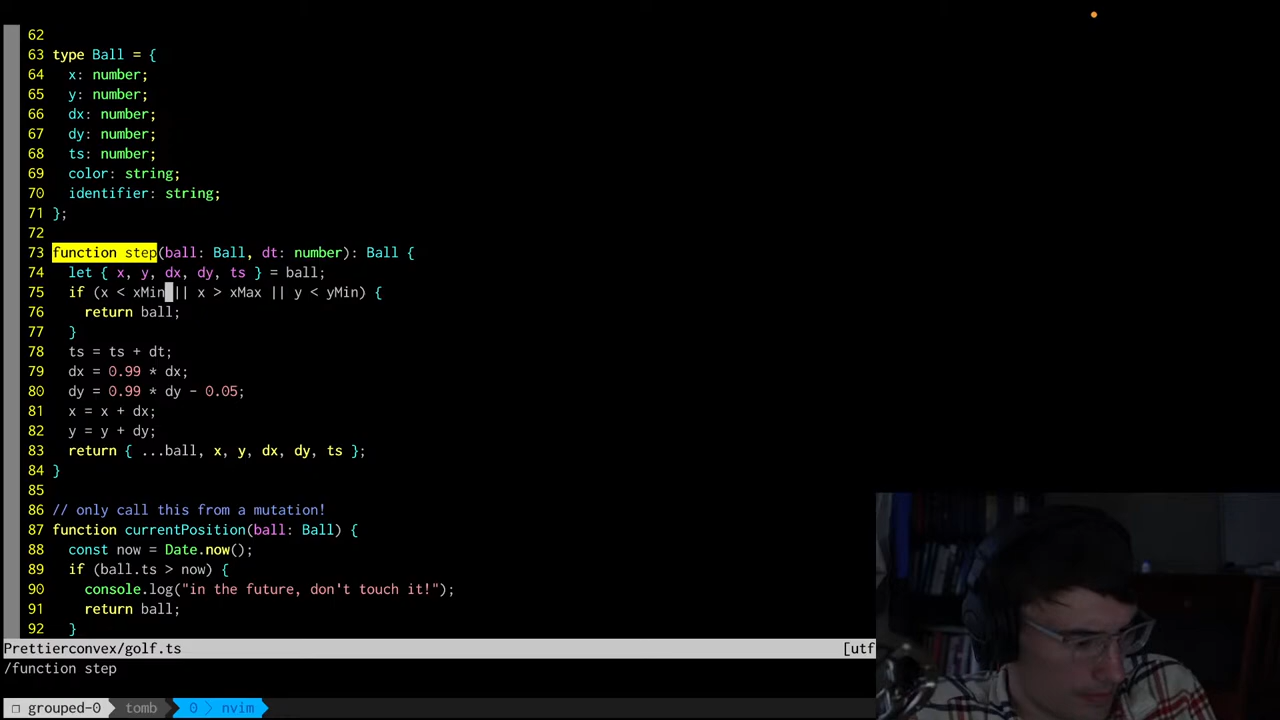 62
63 type Ball = {
64   x: number;
65   y: number;
66   dx: number;
67   dy: number;
68   ts: number;
69   color: string;
70   identifier: string;
71 };
72
73 function step(ball: Ball, dt: number): Ball {
74   let { x, y, dx, dy, ts } = ball;
75   if (x < xMin || x > xMax || y < yMin) {
76     return ball;
77   }
78   ts = ts + dt;
79   dx = 0.99 * dx;
80   dy = 0.99 * dy - 0.05;
81   x = x + dx;
82   y = y + dy;
83   return { ...ball, x, y, dx, dy, ts };
84 }
85
86 // only call this from a mutation!
87 function currentPosition(ball: Ball) {
88   const now = Date.now();
89   if (ball.ts > now) {
90     console.log("in the future, don't touch it!");
91     return ball;
92   }
Prettierconvex/golf.ts [utf
/function step
grouped-0 tomb 0 > nvim